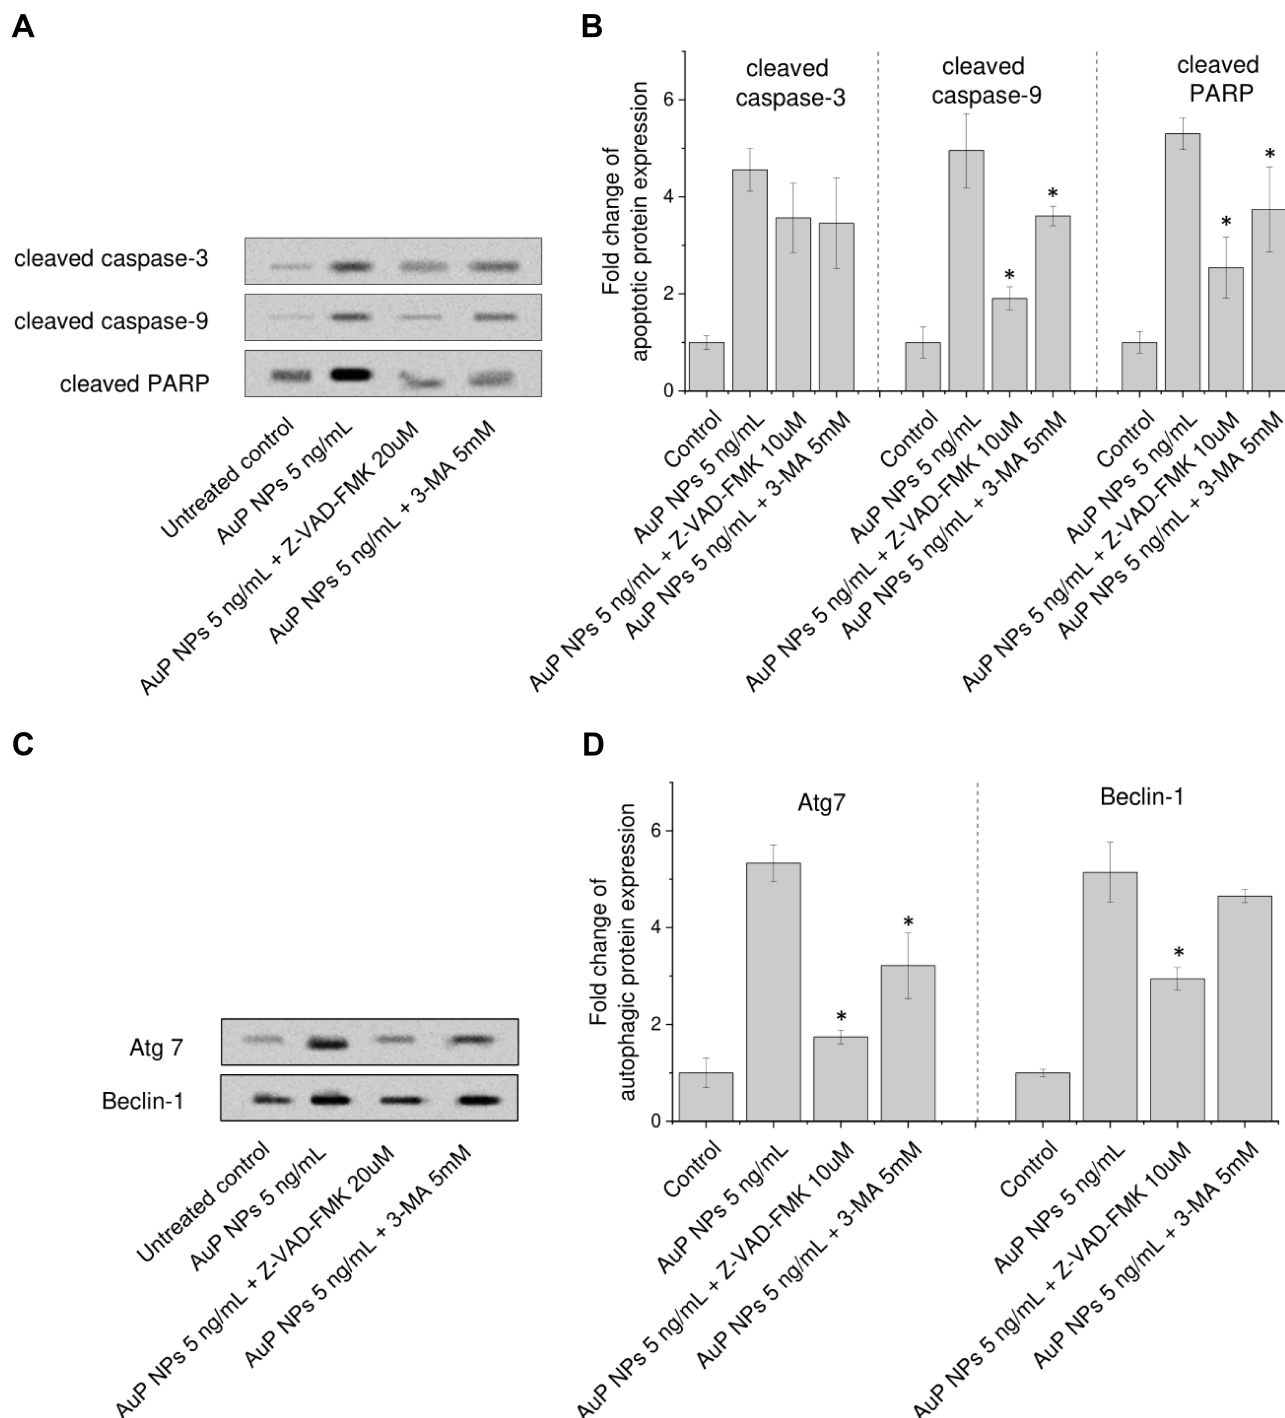 A
cleaved caspase-3
cleaved caspase-9
cleaved PARP
Untreated control
AuP NPs 5 ng/mL
AuP NPs 5 ng/mL + Z-VAD-FMK 20uM
AuP NPs 5 ng/mL + 3-MA 5mM
B
Fold change of
apoptotic protein expression
6
4
2
0
cleaved
caspase-3
cleaved
caspase-9
cleaved
PARP
*
*
*
*
Control
AuP NPs 5 ng/mL
AuP NPs 5 ng/mL + Z-VAD-FMK 10uM
AuP NPs 5 ng/mL + 3-MA 5mM
Control
AuP NPs 5 ng/mL
AuP NPs 5 ng/mL + Z-VAD-FMK 10uM
AuP NPs 5 ng/mL + 3-MA 5mM
Control
AuP NPs 5 ng/mL
AuP NPs 5 ng/mL + Z-VAD-FMK 10uM
AuP NPs 5 ng/mL + 3-MA 5mM
C
Atg 7
Beclin-1
Untreated control
AuP NPs 5 ng/mL
AuP NPs 5 ng/mL + Z-VAD-FMK 20uM
AuP NPs 5 ng/mL + 3-MA 5mM
D
Fold change of
autophagic protein expression
6
4
2
0
Atg7
Beclin-1
*
*
*
Control
AuP NPs 5 ng/mL
AuP NPs 5 ng/mL + Z-VAD-FMK 10uM
AuP NPs 5 ng/mL + 3-MA 5mM
Control
AuP NPs 5 ng/mL
AuP NPs 5 ng/mL + Z-VAD-FMK 10uM
AuP NPs 5 ng/mL + 3-MA 5mM